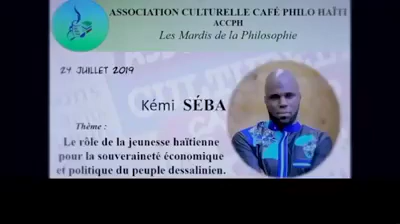 ASSOCIATION CULTURELLE CAFÉ PHILO HAÏTI
ACCPH
Les Mardis de la Philosophie
24 JUILLET 2019
Kémi SÉBA
Thème :
Le rôle de la jeunesse haïtienne
pour la souveraineté économique
et politique du peuple dessalinien.